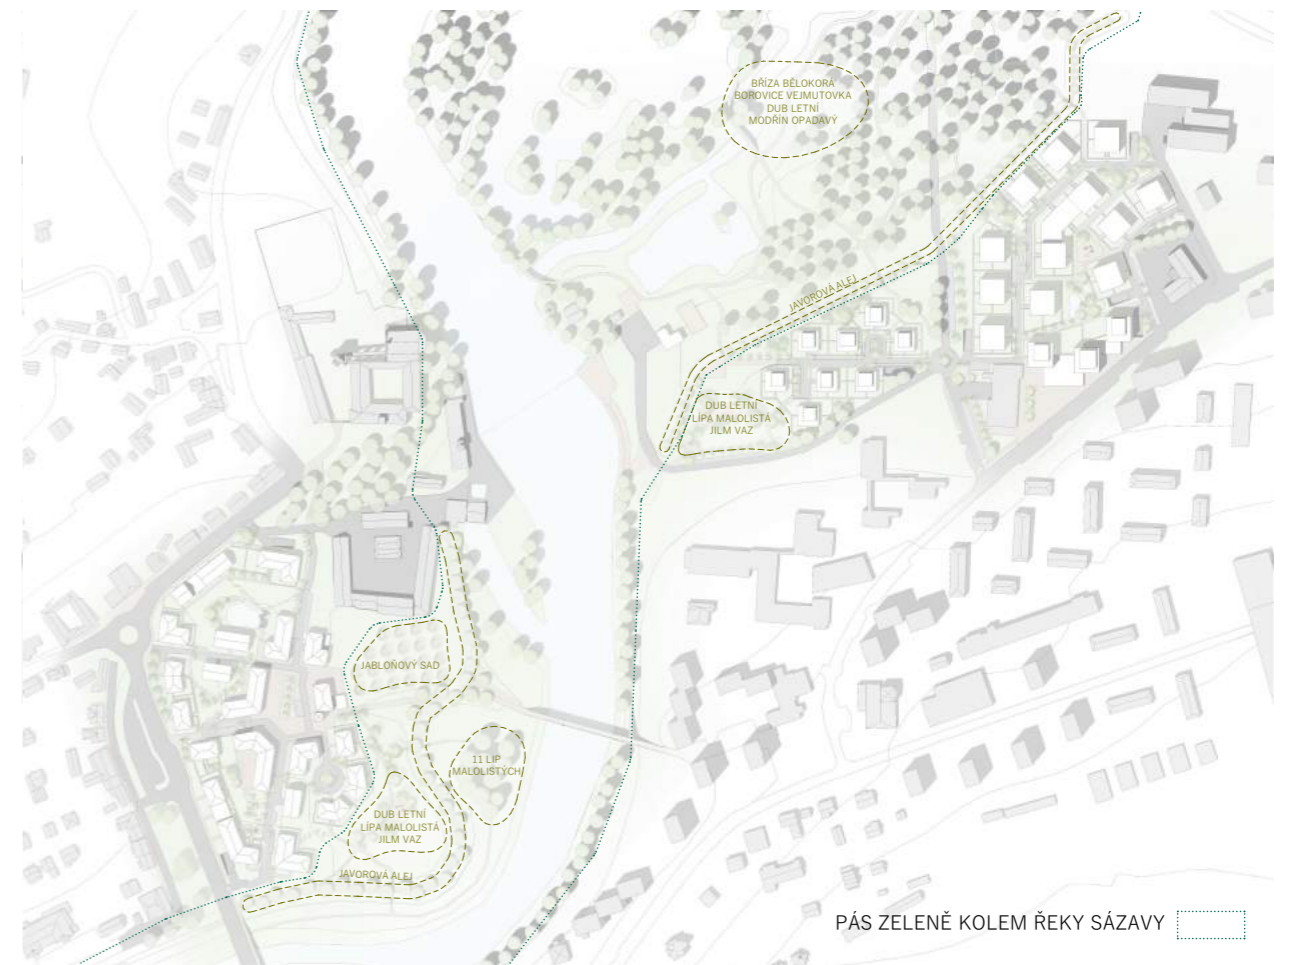 BŘÍZA BĚLOKORÁ
BOROVICE VEJMUTOVKA
DUB LETNÍ
MODŘÍN OPADAVÝ
JAVOROVÁ ALEJ
DUB LETNÍ
LÍPA MALOLISTÁ
JILM VAZ
JABLOŇOVÝ SAD
11 LIP
MALOLISTÝCH
DUB LETNÍ
LÍPA MALOLISTÁ
JILM VAZ
JAVOROVÁ ALEJ
PÁS ZELENĚ KOLEM ŘEKY SÁZAVY